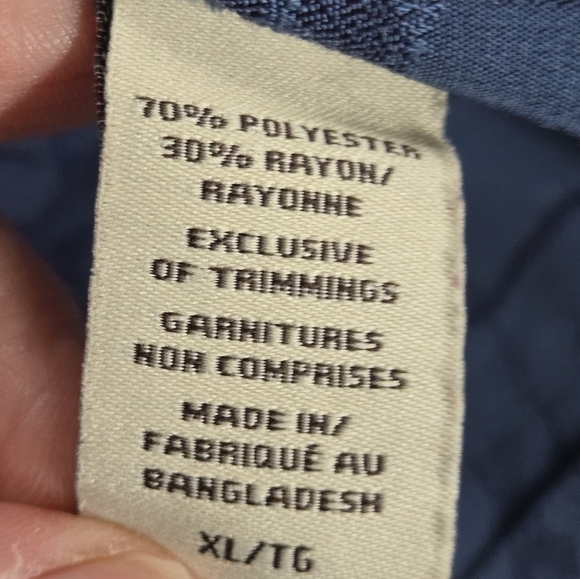 70% POLYESTER
30% RAYON/
RAYONNE
EXCLUSIVE
OF TRIMMINGS
GARNITURES
NON COMPRISES
MADE IN/
FABRIQUÉ AU
BANGLADESH
XL/TG